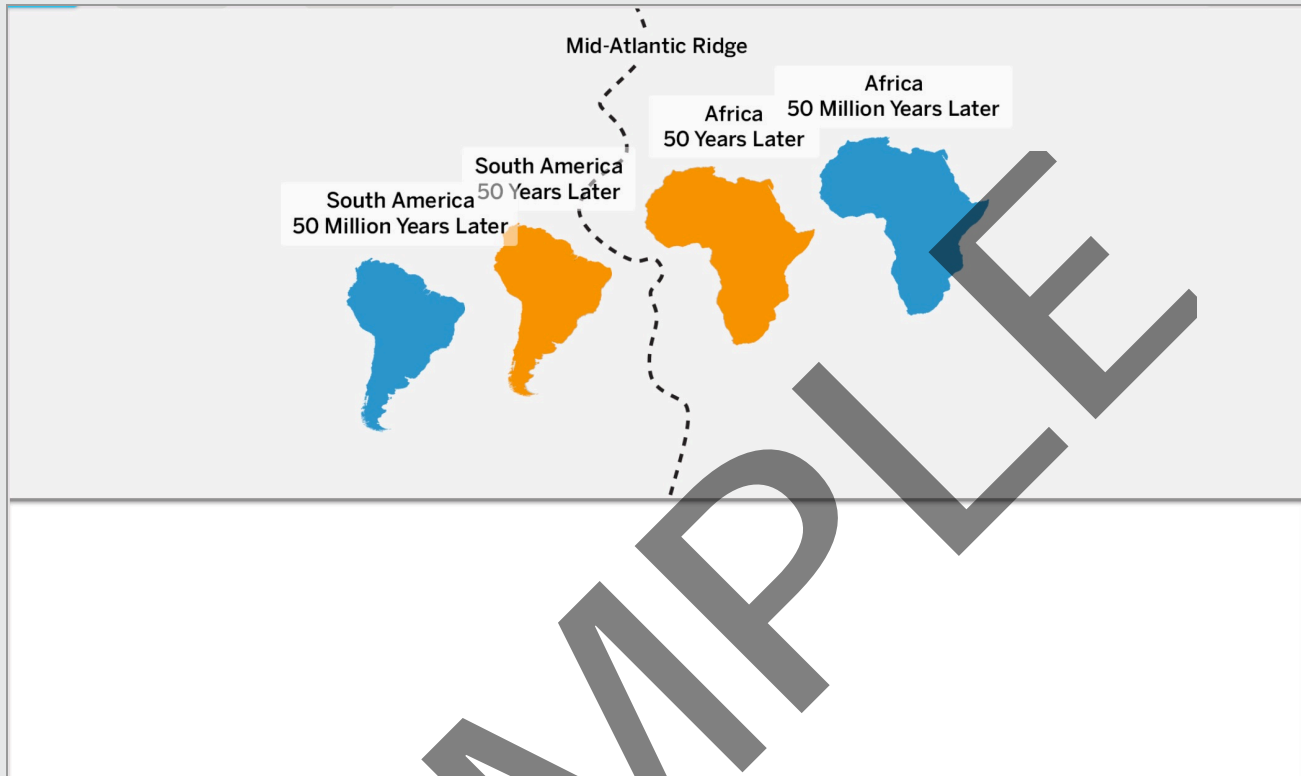 Mid-Atlantic Ridge
Africa
50 Million Years Later
Africa
50 Years Later
South America
50 Years Later
South America
50 Million Years Later
MPLE